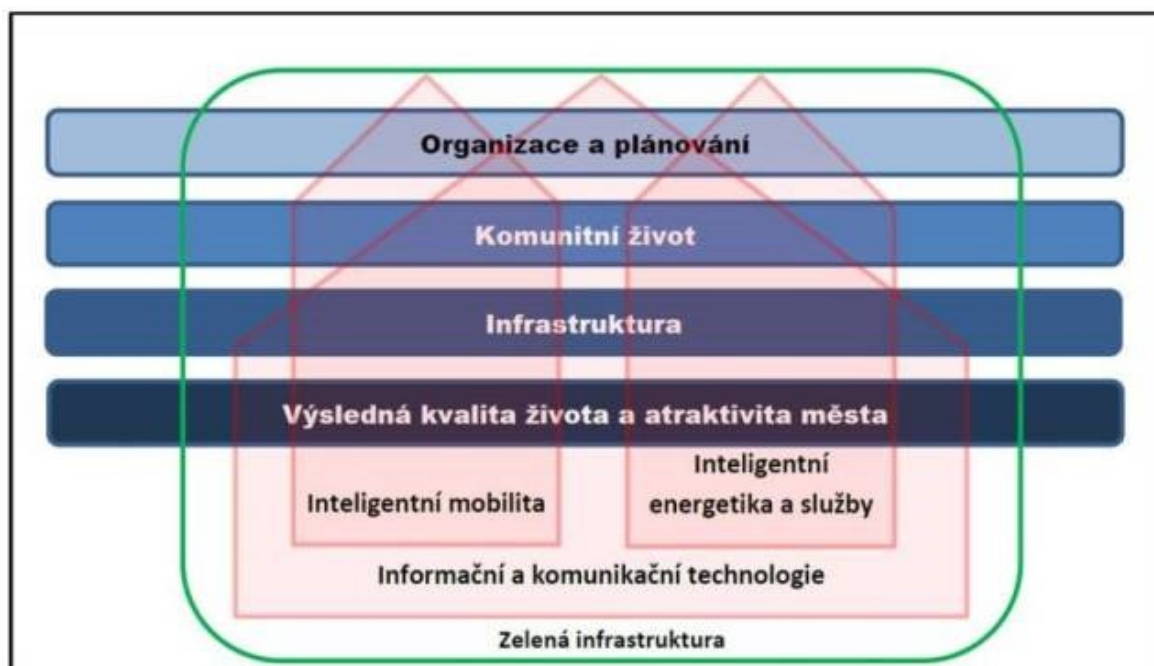 Organizace a plánování
Komunitní život
Infrastruktura
Výsledná kvalita života a atraktivita města
Inteligentní mobilita
Inteligentní
energetika a služby
Informační a komunikační technologie
Zelená infrastruktura